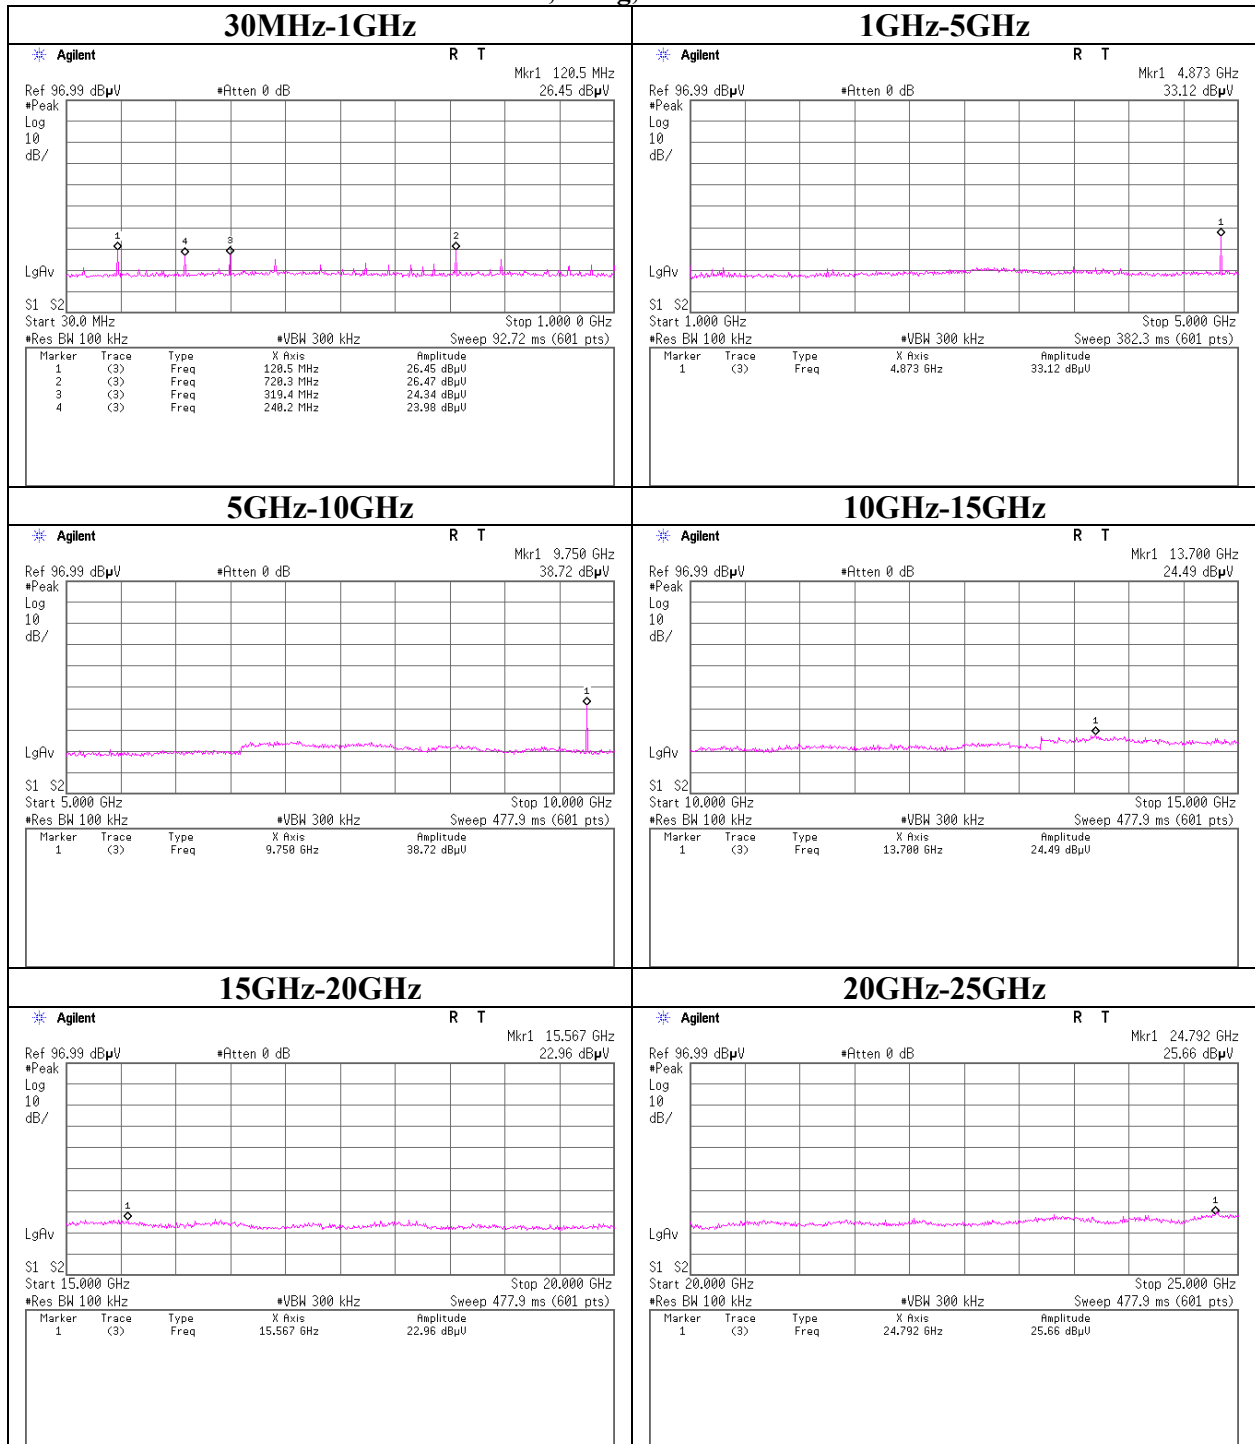 30MHz-1GHz
Agilent R T
Mkr1 120.5 MHz
Ref 96.99 dBµV #Atten 0 dB 26.45 dBµV
#Peak
Log
10
dB/
1
4
3
2
LgAv
S1 S2
Start 30.0 MHz Stop 1.000 0 GHz
#Res BW 100 kHz #VBW 300 kHz Sweep 92.72 ms (601 pts)
Marker Trace Type X Axis Amplitude
1 (3) Freq 120.5 MHz 26.45 dBµV
2 (3) Freq 720.3 MHz 26.47 dBµV
3 (3) Freq 319.4 MHz 24.34 dBµV
4 (3) Freq 240.2 MHz 23.98 dBµV
1GHz-5GHz
Agilent R T
Mkr1 4.873 GHz
Ref 96.99 dBµV #Atten 0 dB 33.12 dBµV
#Peak
Log
10
dB/
1
LgAv
S1 S2
Start 1.000 GHz Stop 5.000 GHz
#Res BW 100 kHz #VBW 300 kHz Sweep 382.3 ms (601 pts)
Marker Trace Type X Axis Amplitude
1 (3) Freq 4.873 GHz 33.12 dBµV
5GHz-10GHz
Agilent R T
Mkr1 9.750 GHz
Ref 96.99 dBµV #Atten 0 dB 38.72 dBµV
#Peak
Log
10
dB/
1
LgAv
S1 S2
Start 5.000 GHz Stop 10.000 GHz
#Res BW 100 kHz #VBW 300 kHz Sweep 477.9 ms (601 pts)
Marker Trace Type X Axis Amplitude
1 (3) Freq 9.750 GHz 38.72 dBµV
10GHz-15GHz
Agilent R T
Mkr1 13.700 GHz
Ref 96.99 dBµV #Atten 0 dB 24.49 dBµV
#Peak
Log
10
dB/
1
LgAv
S1 S2
Start 10.000 GHz Stop 15.000 GHz
#Res BW 100 kHz #VBW 300 kHz Sweep 477.9 ms (601 pts)
Marker Trace Type X Axis Amplitude
1 (3) Freq 13.700 GHz 24.49 dBµV
15GHz-20GHz
Agilent R T
Mkr1 15.567 GHz
Ref 96.99 dBµV #Atten 0 dB 22.96 dBµV
#Peak
Log
10
dB/
1
LgAv
S1 S2
Start 15.000 GHz Stop 20.000 GHz
#Res BW 100 kHz #VBW 300 kHz Sweep 477.9 ms (601 pts)
Marker Trace Type X Axis Amplitude
1 (3) Freq 15.567 GHz 22.96 dBµV
20GHz-25GHz
Agilent R T
Mkr1 24.792 GHz
Ref 96.99 dBµV #Atten 0 dB 25.66 dBµV
#Peak
Log
10
dB/
1
LgAv
S1 S2
Start 20.000 GHz Stop 25.000 GHz
#Res BW 100 kHz #VBW 300 kHz Sweep 477.9 ms (601 pts)
Marker Trace Type X Axis Amplitude
1 (3) Freq 24.792 GHz 25.66 dBµV